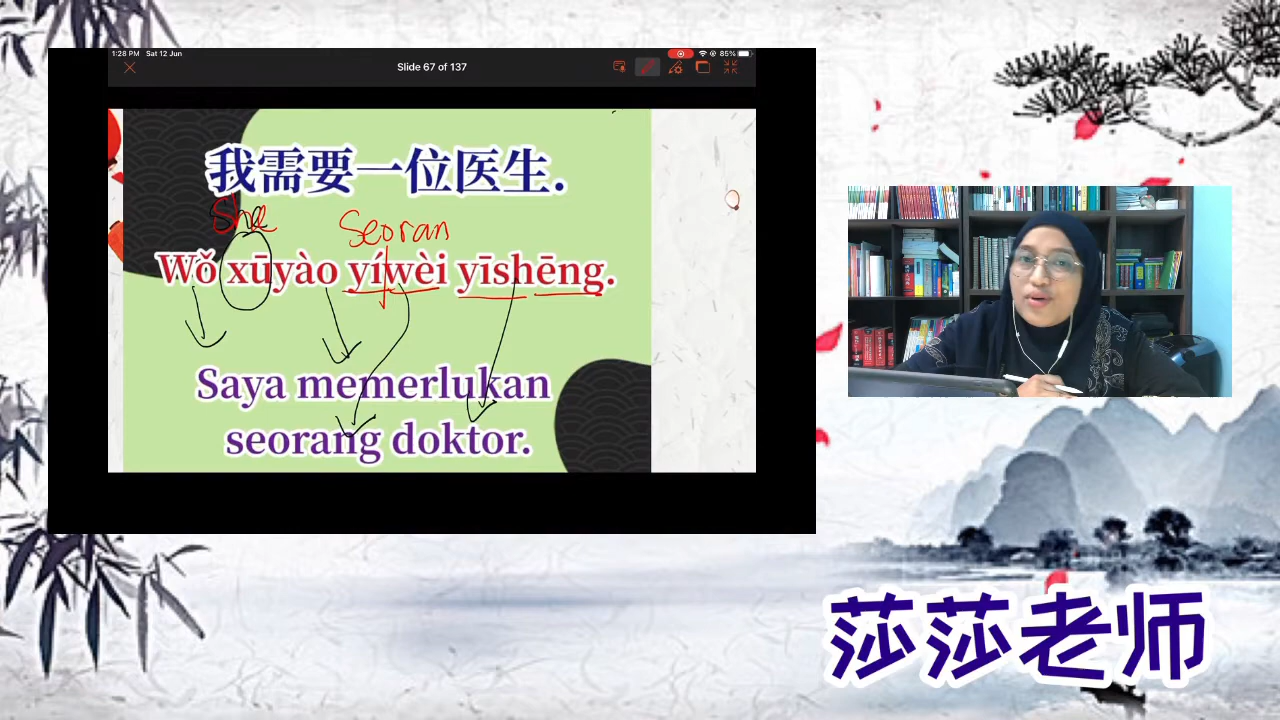 1:28 PM Sat 12 Jun
85%
Slide 67 of 137
我需要一位医生.
She
Seoran
Wǒ xūyào yíwèi yīshēng.
Saya memerlukan
seorang doktor.
莎莎老师